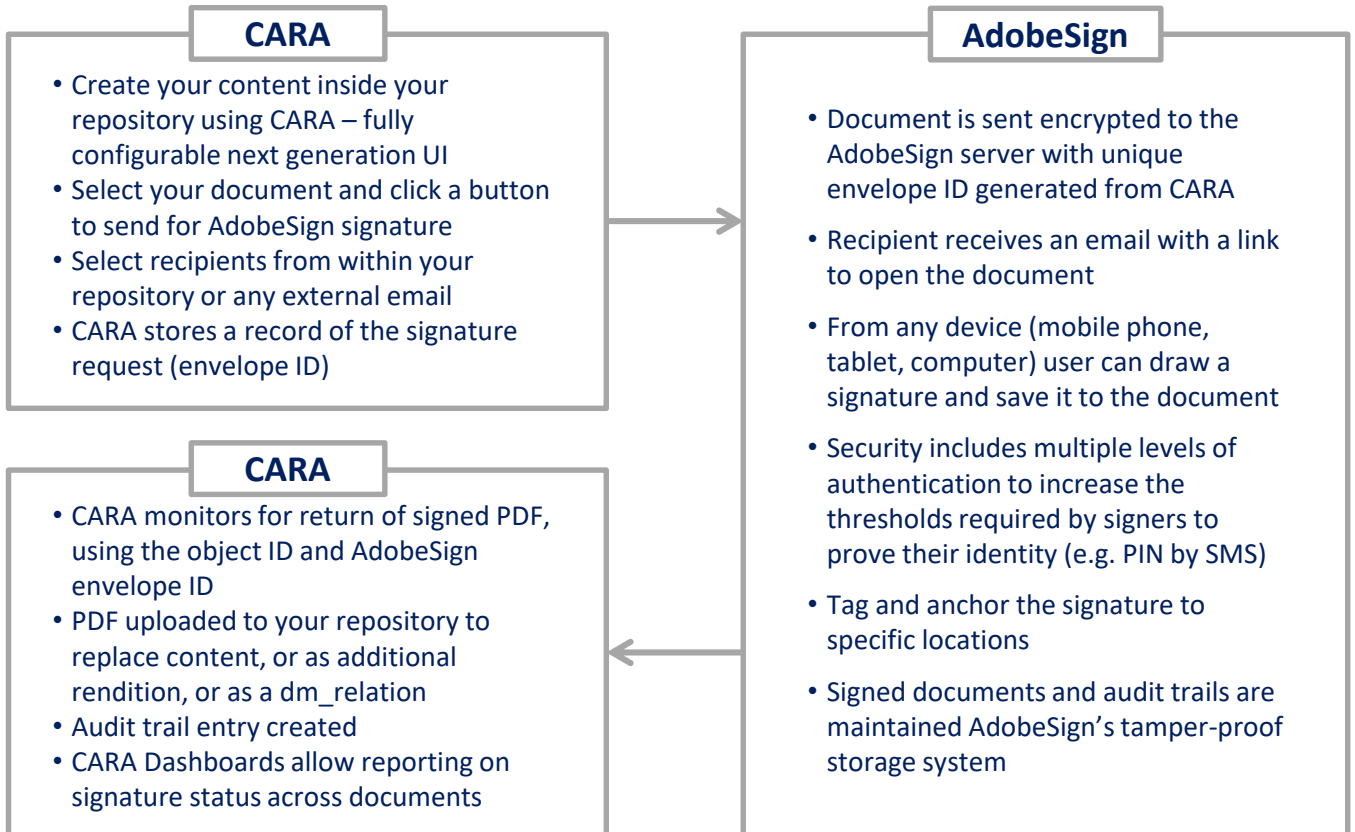 CARA
• Create your content inside your
repository using CARA – fully
configurable next generation UI
• Select your document and click a button
to send for AdobeSign signature
• Select recipients from within your
repository or any external email
• CARA stores a record of the signature
request (envelope ID)
AdobeSign
• Document is sent encrypted to the
AdobeSign server with unique
envelope ID generated from CARA
• Recipient receives an email with a link
to open the document
• From any device (mobile phone,
tablet, computer) user can draw a
signature and save it to the document
• Security includes multiple levels of
authentication to increase the
thresholds required by signers to
prove their identity (e.g. PIN by SMS)
• Tag and anchor the signature to
specific locations
• Signed documents and audit trails are
maintained AdobeSign’s tamper-proof
storage system
CARA
• CARA monitors for return of signed PDF,
using the object ID and AdobeSign
envelope ID
• PDF uploaded to your repository to
replace content, or as additional
rendition, or as a dm_relation
• Audit trail entry created
• CARA Dashboards allow reporting on
signature status across documents